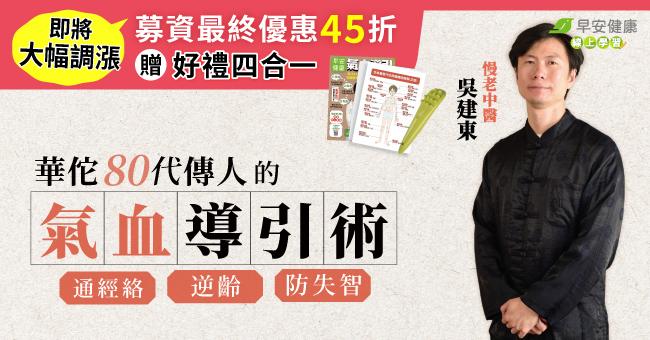 即將
大幅調漲
募資最終優惠45折
贈 好禮四合一
早安健康
線上學習
慢老中醫
吳建東
華佗80代傳人的
氣血導引術
通經絡 逆齡 防失智